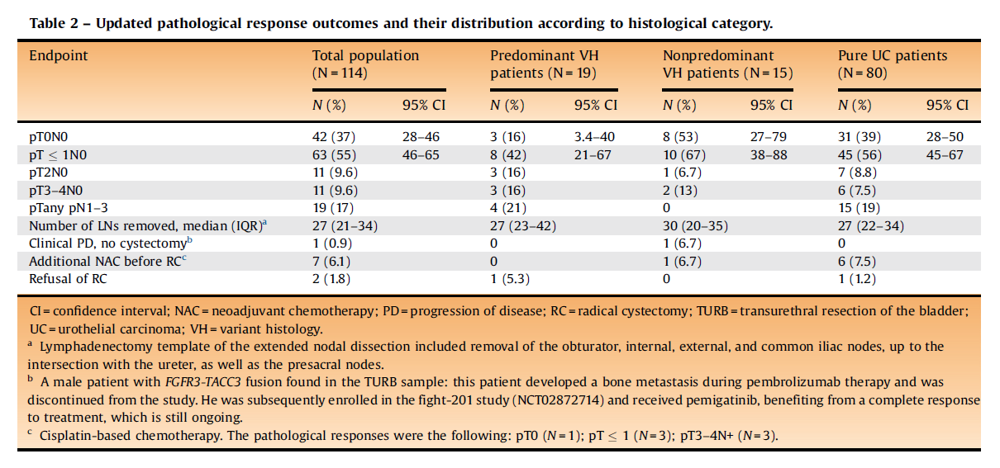 Table 2 – Updated pathological response outcomes and their distribution according to histological category.
Endpoint Total population (N = 114) Predominant VH patients (N = 19) Nonpredominant VH patients (N = 15) Pure UC patients (N = 80)
N (%) 95% CI N (%) 95% CI N (%) 95% CI N (%) 95% CI
pT0N0 42 (37) 28–46 3 (16) 3.4–40 8 (53) 27–79 31 (39) 28–50
pT ≤ 1N0 63 (55) 46–65 8 (42) 21–67 10 (67) 38–88 45 (56) 45–67
pT2N0 11 (9.6) 3 (16) 1 (6.7) 7 (8.8)
pT3–4N0 11 (9.6) 3 (16) 2 (13) 6 (7.5)
pTany pN1–3 19 (17) 4 (21) 0 15 (19)
Number of LNs removed, median (IQR)a 27 (21–34) 27 (23–42) 30 (20–35) 27 (22–34)
Clinical PD, no cystectomyb 1 (0.9) 0 1 (6.7) 0
Additional NAC before RCc 7 (6.1) 0 1 (6.7) 6 (7.5)
Refusal of RC 2 (1.8) 1 (5.3) 0 1 (1.2)
CI = confidence interval; NAC = neoadjuvant chemotherapy; PD = progression of disease; RC = radical cystectomy; TURB = transurethral resection of the bladder;
UC = urothelial carcinoma; VH = variant histology.
a Lymphadenectomy template of the extended nodal dissection included removal of the obturator, internal, external, and common iliac nodes, up to the
intersection with the ureter, as well as the presacral nodes.
b A male patient with FGFR3-TACC3 fusion found in the TURB sample: this patient developed a bone metastasis during pembrolizumab therapy and was
discontinued from the study. He was subsequently enrolled in the fight-201 study (NCT02872714) and received pemigatinib, benefiting from a complete response
to treatment, which is still ongoing.
c Cisplatin-based chemotherapy. The pathological responses were the following: pT0 (N = 1); pT ≤ 1 (N = 3); pT3–4N+ (N = 3).